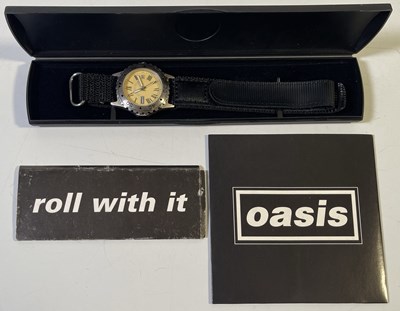 roll with it
oasis